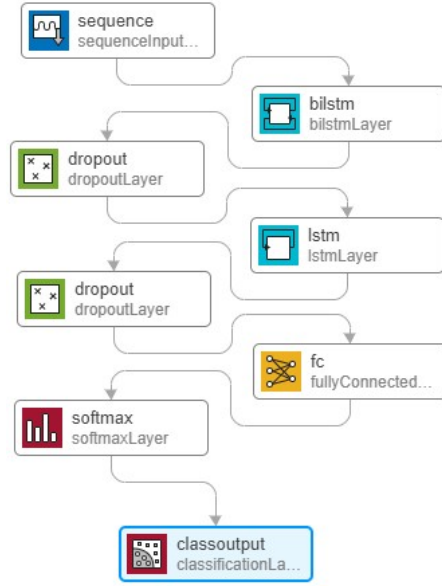 sequence
sequenceInput...
bilstm
bilstmLayer
dropout
dropoutLayer
lstm
lstmLayer
dropout
dropoutLayer
fc
fullyConnected...
softmax
softmaxLayer
classoutput
classificationLa...